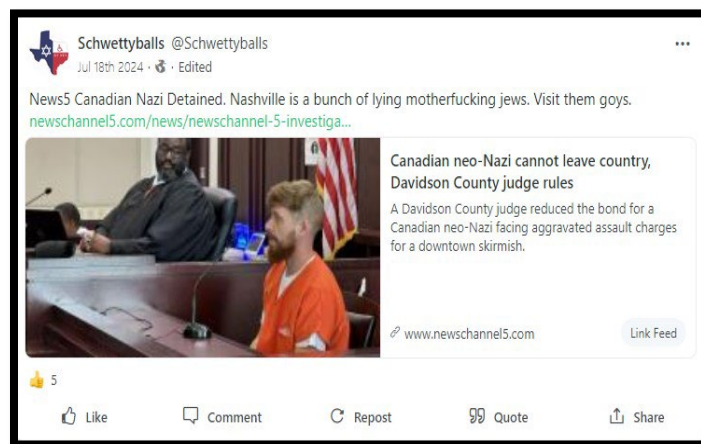 Schwettyballs @Schwettyballs
Jul 18th 2024 · · Edited
News5 Canadian Nazi Detained. Nashville is a bunch of lying motherfucking jews. Visit them goys.
newschannel5.com/news/newschannel-5-investiga...
Canadian neo-Nazi cannot leave country,
Davidson County judge rules
A Davidson County judge reduced the bond for a
Canadian neo-Nazi facing aggravated assault charges
for a downtown skirmish.
www.newschannel5.com
Link Feed
5
Like Comment Repost Quote Share